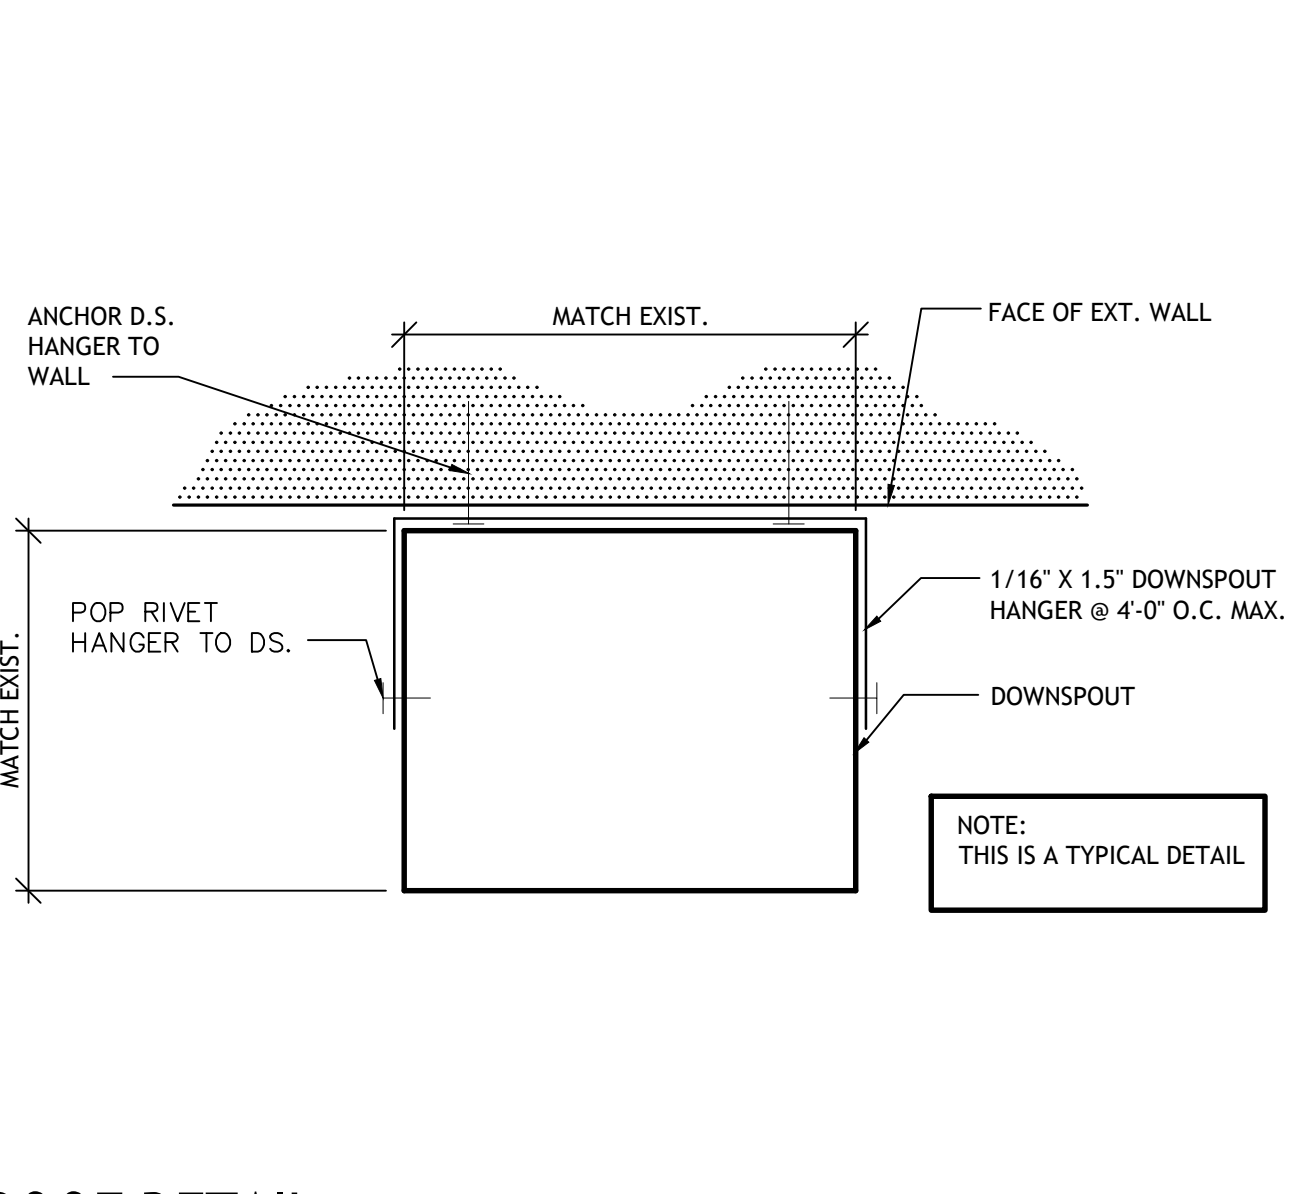 ANCHOR D.S.
HANGER TO
WALL
MATCH EXIST.
FACE OF EXT. WALL
POP RIVET
HANGER TO DS.
MATCH EXIST.
1/16" X 1.5" DOWNSPOUT
HANGER @ 4'-0" O.C. MAX.
DOWNSPOUT
NOTE:
THIS IS A TYPICAL DETAIL